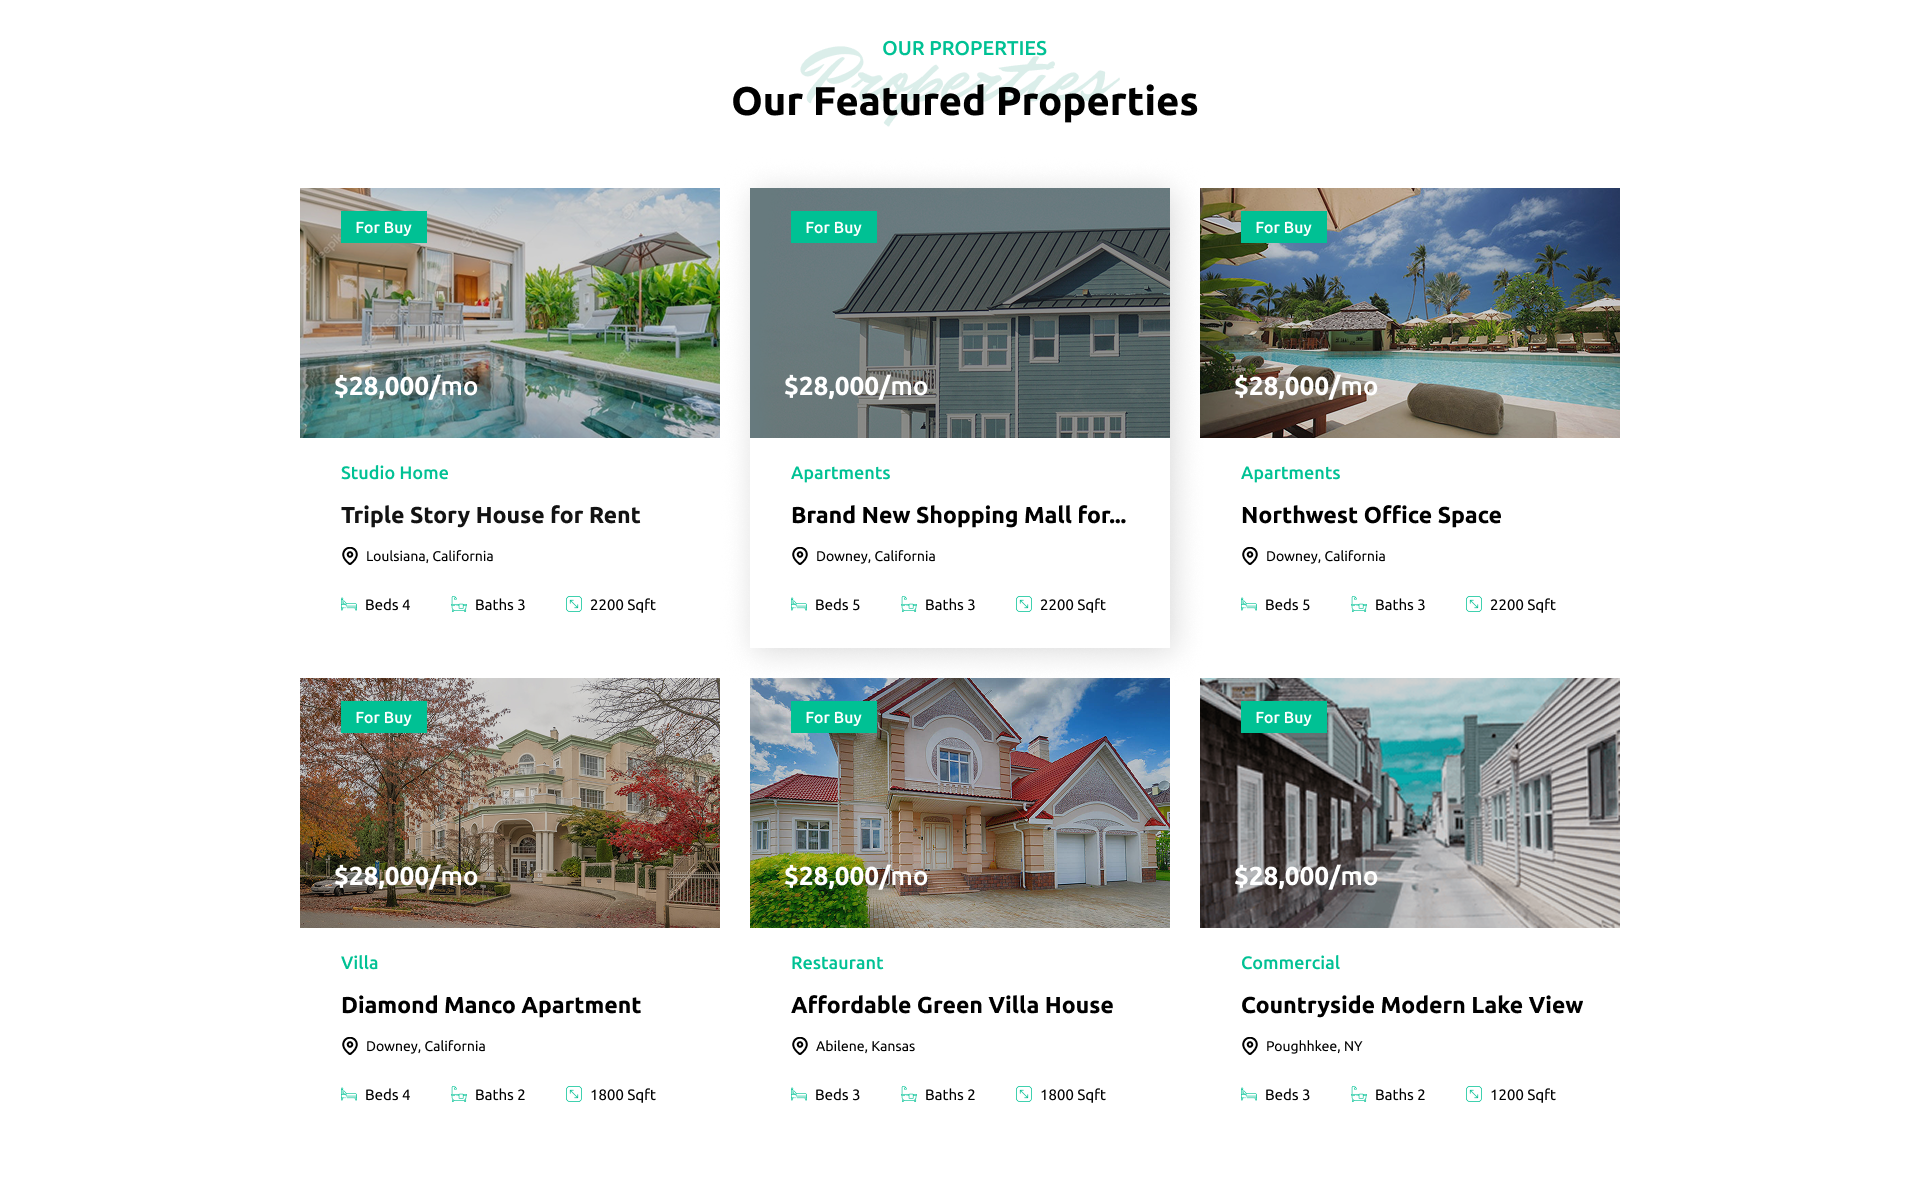 OUR PROPERTIES
Properties
Our Featured Properties
For Buy
$28,000/mo
Studio Home
Triple Story House for Rent
Loulsiana, California
Beds 4 Baths 3 2200 Sqft
For Buy
$28,000/mo
Apartments
Brand New Shopping Mall for...
Downey, California
Beds 5 Baths 3 2200 Sqft
For Buy
$28,000/mo
Apartments
Northwest Office Space
Downey, California
Beds 5 Baths 3 2200 Sqft
For Buy
$28,000/mo
Villa
Diamond Manco Apartment
Downey, California
Beds 4 Baths 2 1800 Sqft
For Buy
$28,000/mo
Restaurant
Affordable Green Villa House
Abilene, Kansas
Beds 3 Baths 2 1800 Sqft
For Buy
$28,000/mo
Commercial
Countryside Modern Lake View
Poughhkee, NY
Beds 3 Baths 2 1200 Sqft